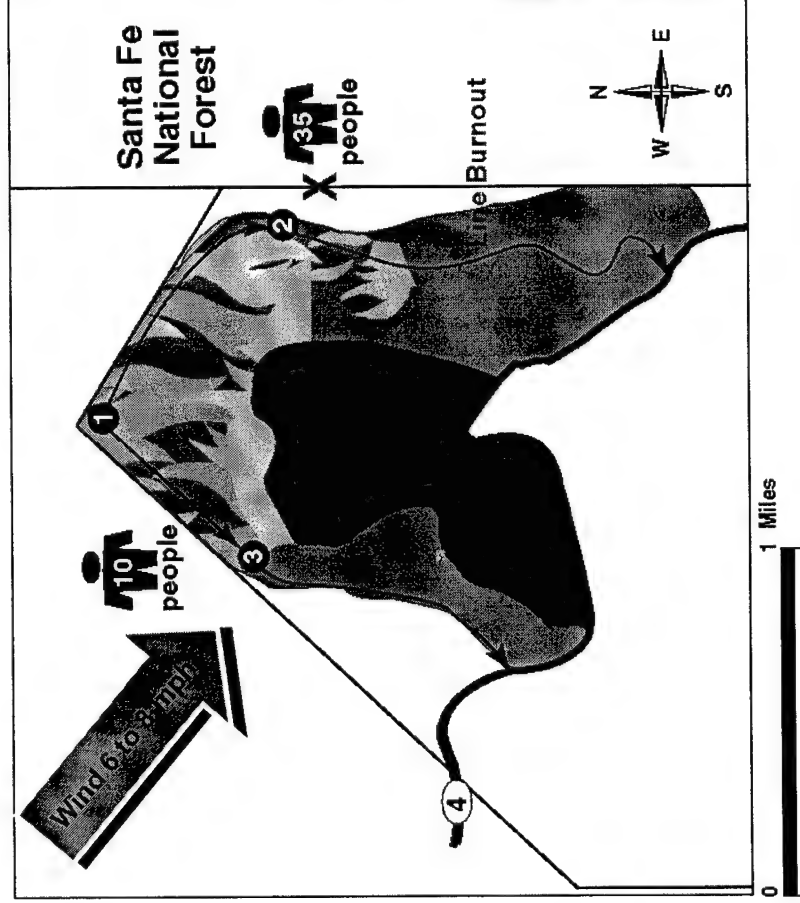 Santa Fe
National
Forest
35
people
X
Line Burnout
N
W E
S
1
2
3
10
people
Wind 6 to 8 mph
4
0 1 Miles